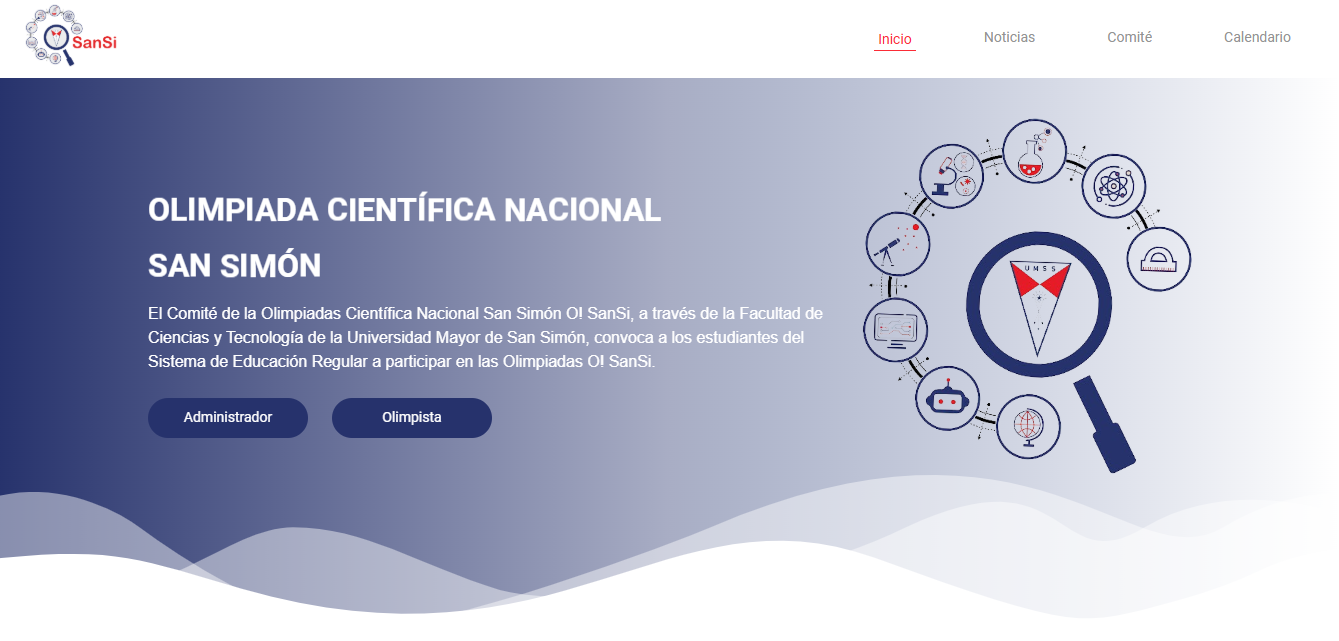 SanSi
Inicio
Noticias
Comité
Calendario
OLIMPIADA CIENTÍFICA NACIONAL
SAN SIMÓN
El Comité de la Olimpiadas Científica Nacional San Simón O! SanSi, a través de la Facultad de
Ciencias y Tecnología de la Universidad Mayor de San Simón, convoca a los estudiantes del
Sistema de Educación Regular a participar en las Olimpiadas O! SanSi.
Administrador
Olimpista
UMSS